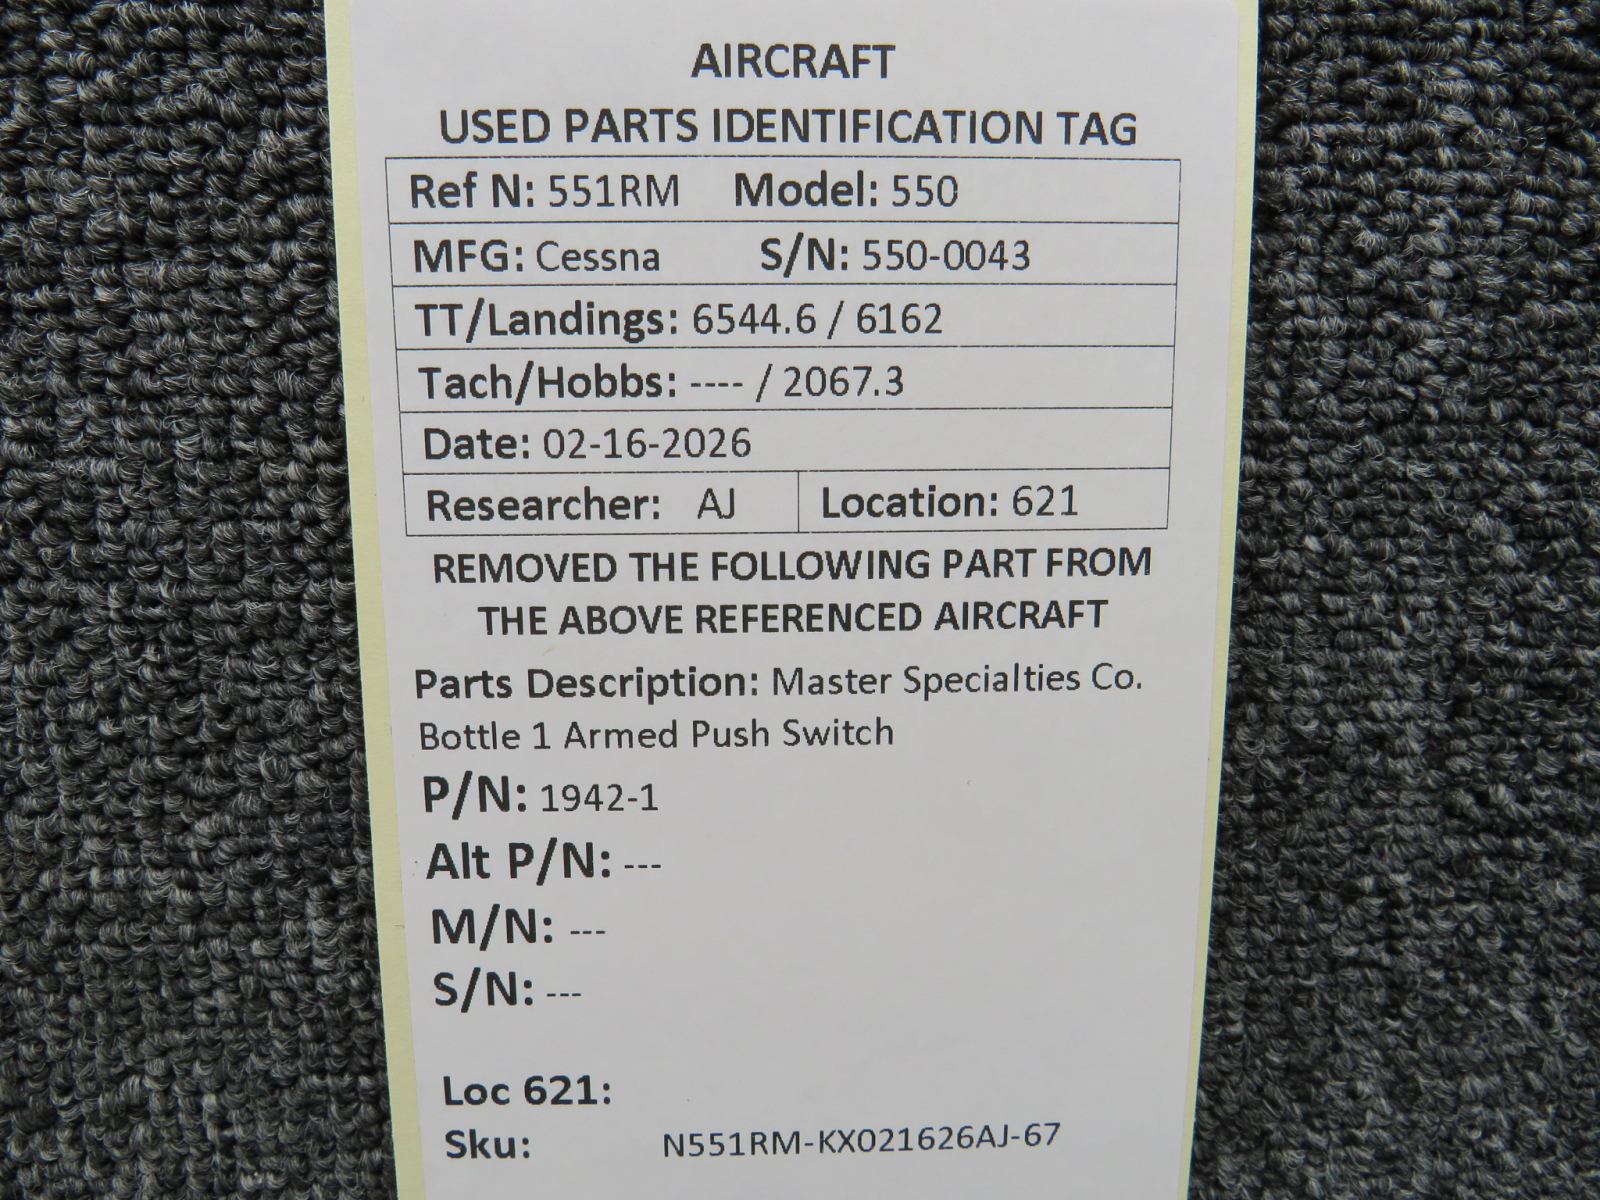 AIRCRAFT
USED PARTS IDENTIFICATION TAG
Ref N: 551RM Model: 550
MFG: Cessna S/N: 550-0043
TT/Landings: 6544.6 / 6162
Tach/Hobbs: ---- / 2067.3
Date: 02-16-2026
Researcher: AJ Location: 621
REMOVED THE FOLLOWING PART FROM
THE ABOVE REFERENCED AIRCRAFT
Parts Description: Master Specialties Co.
Bottle 1 Armed Push Switch
P/N: 1942-1
Alt P/N: ---
M/N: ---
S/N: ---
Loc 621:
Sku: N551RM-KX021626AJ-67